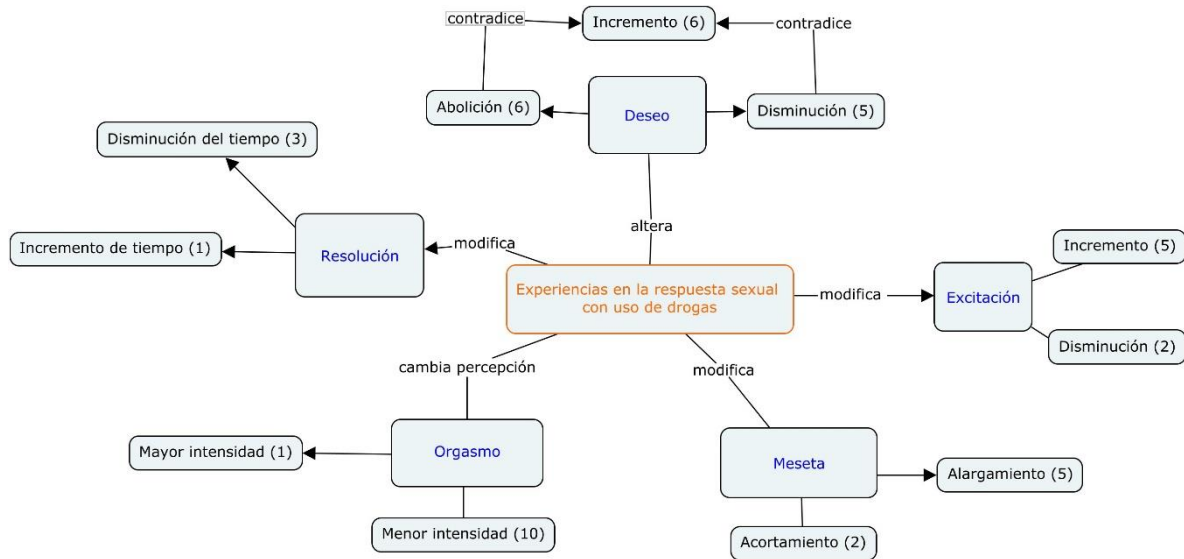 contradice
Incremento (6)
contradice
Abolición (6)
Deseo
Disminución (5)
Disminución del tiempo (3)
altera
Incremento de tiempo (1)
Resolución
modifica
Incremento (5)
Experiencias en la respuesta sexual
con uso de drogas
modifica
Excitación
Disminución (2)
cambia percepción
modifica
Mayor intensidad (1)
Orgasmo
Meseta
Alargamiento (5)
Menor intensidad (10)
Acortamiento (2)